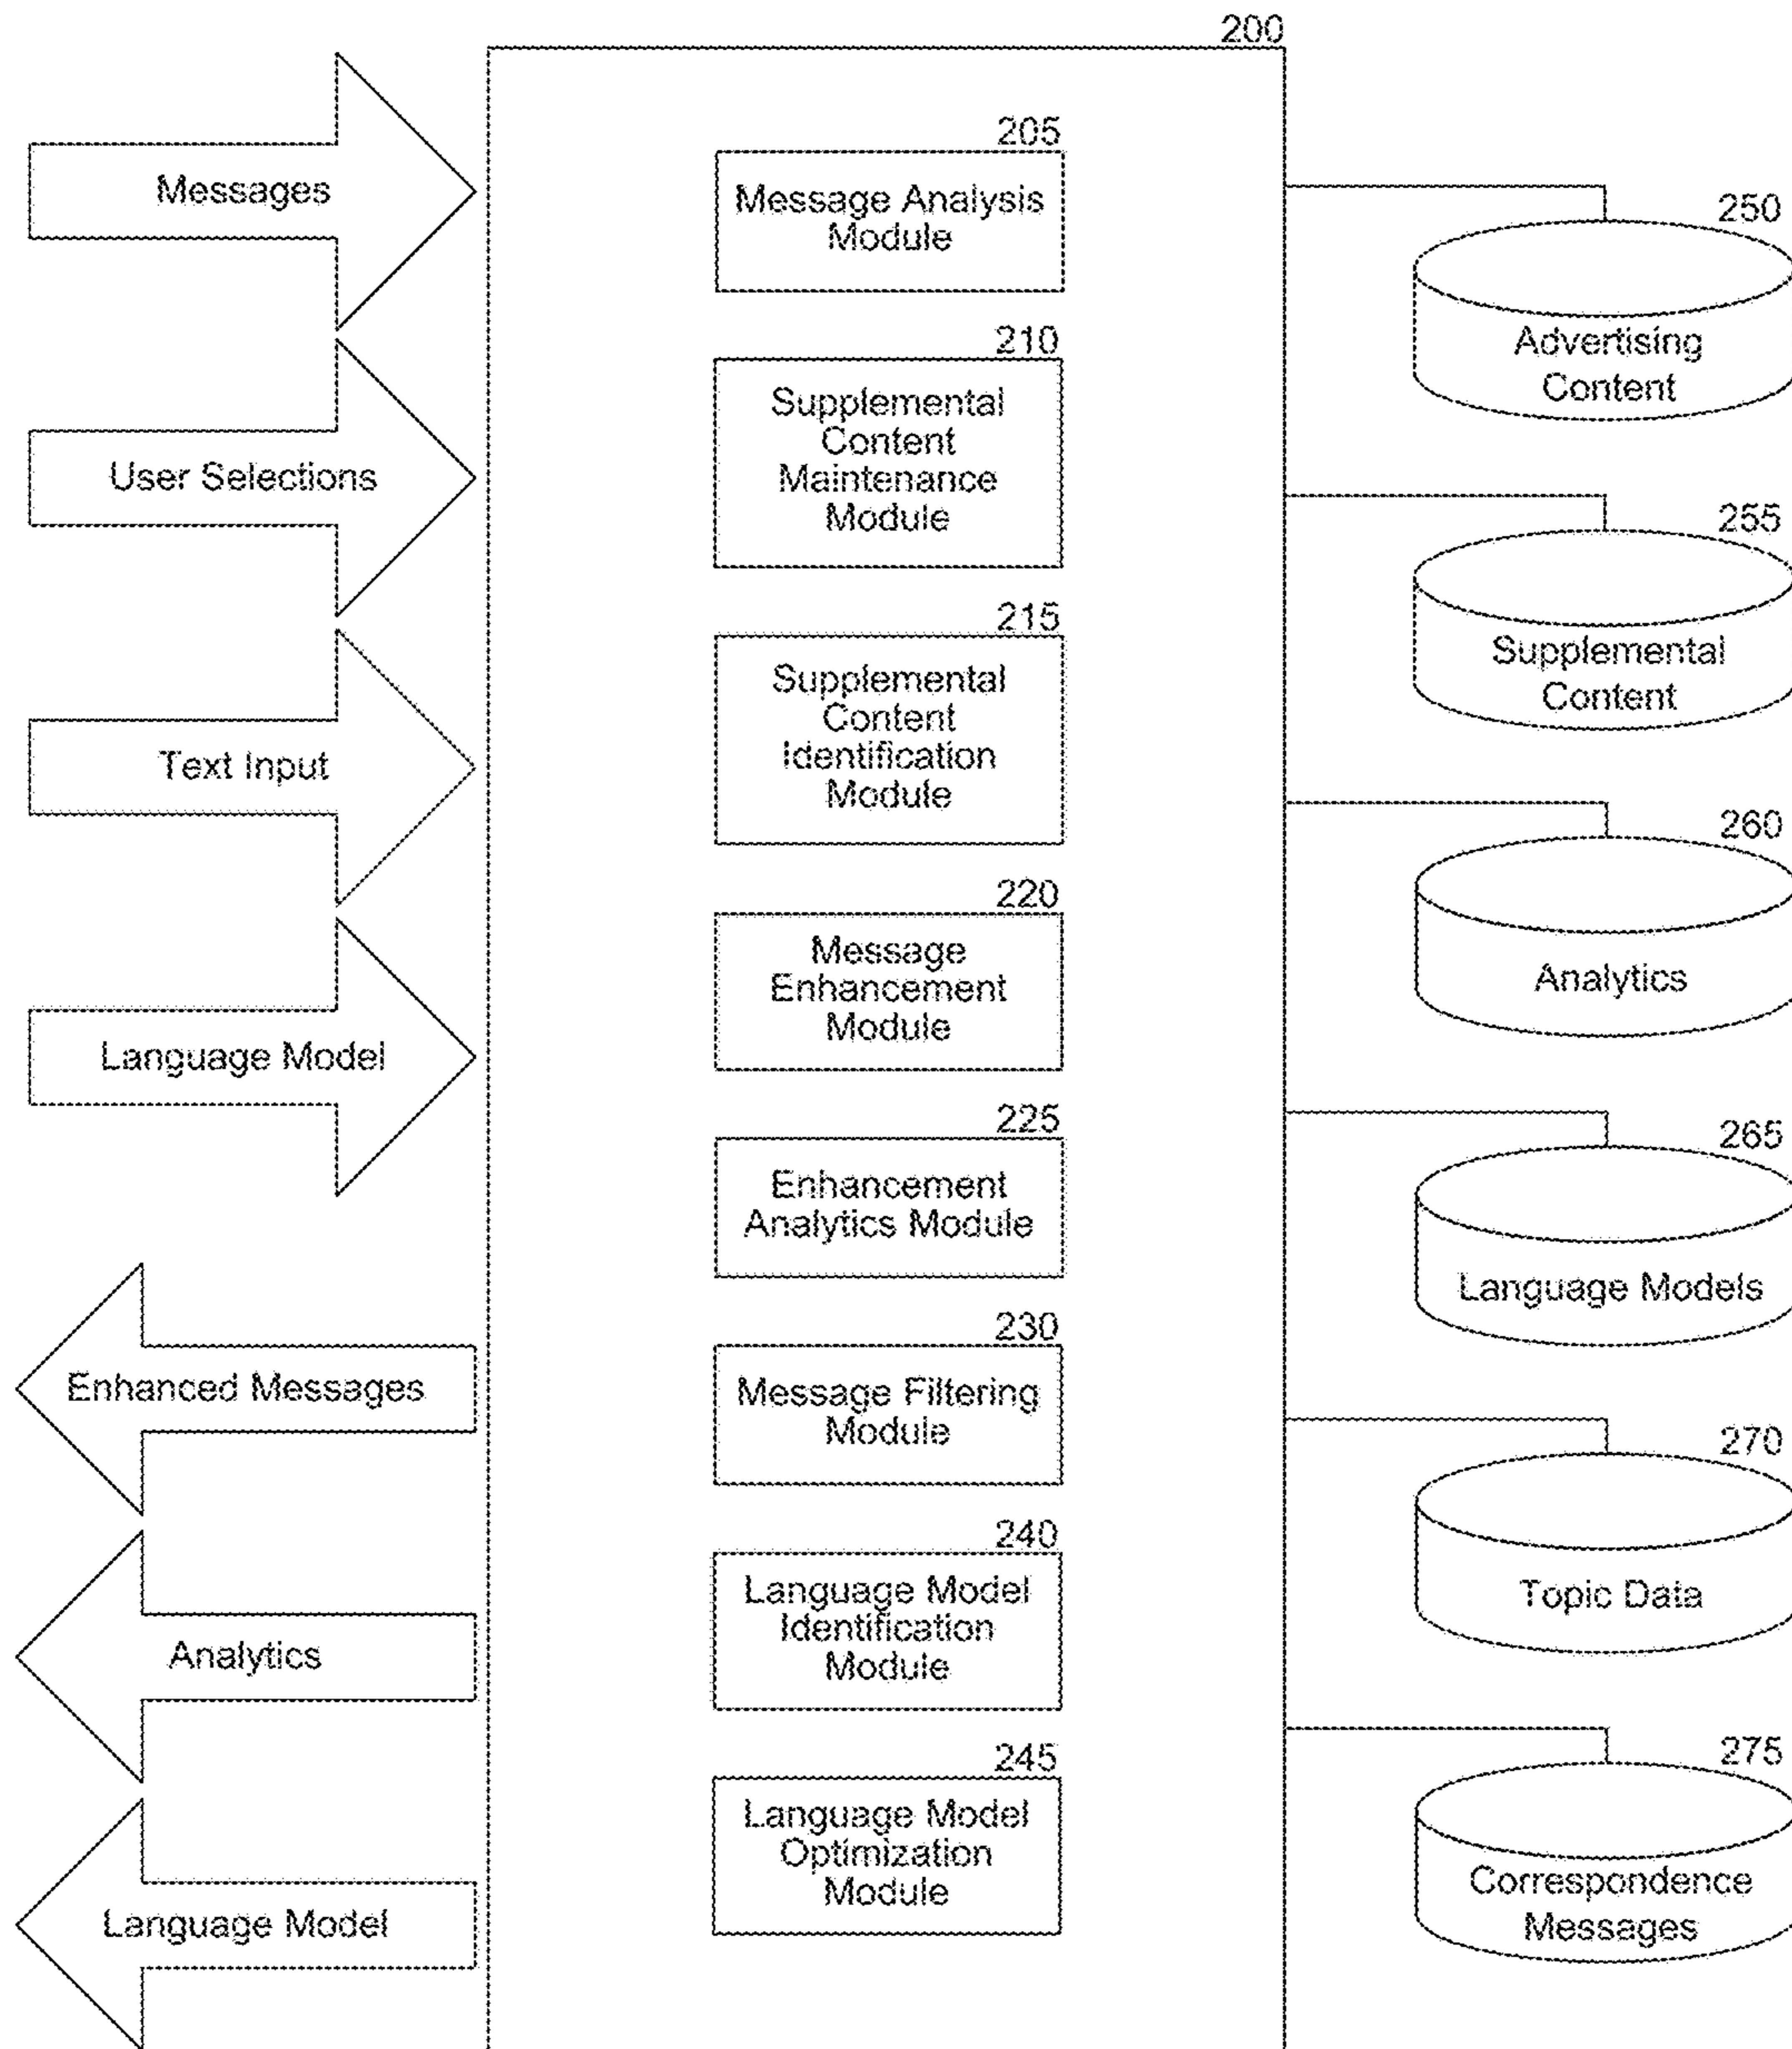 200
Messages
User Selections
Text Input
Language Model
Enhanced Messages
Analytics
Language Model
205
Message Analysis
Module
210
Supplemental
Content
Maintenance
Module
215
Supplemental
Content
Identification
Module
220
Message
Enhancement
Module
225
Enhancement
Analytics Module
230
Message Filtering
Module
240
Language Model
Identification
Module
245
Language Model
Optimization
Module
250
Advertising
Content
255
Supplemental
Content
260
Analytics
265
Language Models
270
Topic Data
275
Correspondence
Messages